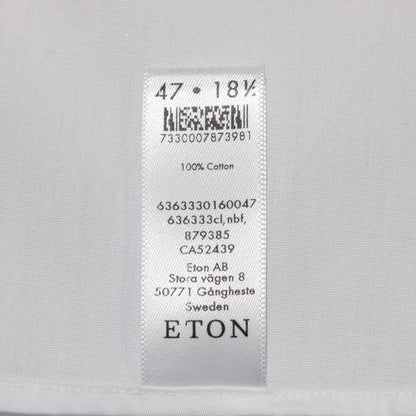 47 • 18½
7330007873981
100% Cotton
6363330160047
636333cl, nbf,
879385
CA52439
Eton AB
Stora vägen 8
50771 Gångheste
Sweden
ETON